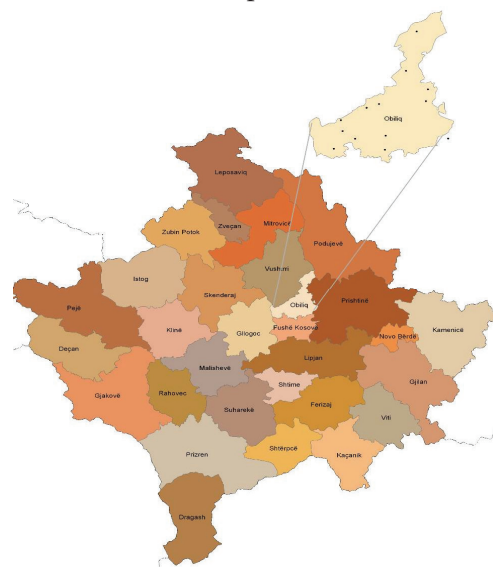 Obiliq
Leposaviq
Zubin Potok
Zveçan
Mitrovicë
Podujevë
Vushtrri
Istog
Skenderaj
Pejë
Obiliq
Prishtinë
Klinë
Gllogoc
Fushë Kosovë
Kamenicë
Novo Bërdë
Deçan
Malishevë
Lipjan
Gjakovë
Rahovec
Shtime
Gjilan
Suharekë
Ferizaj
Viti
Prizren
Shtërpcë
Kaçanik
Dragash